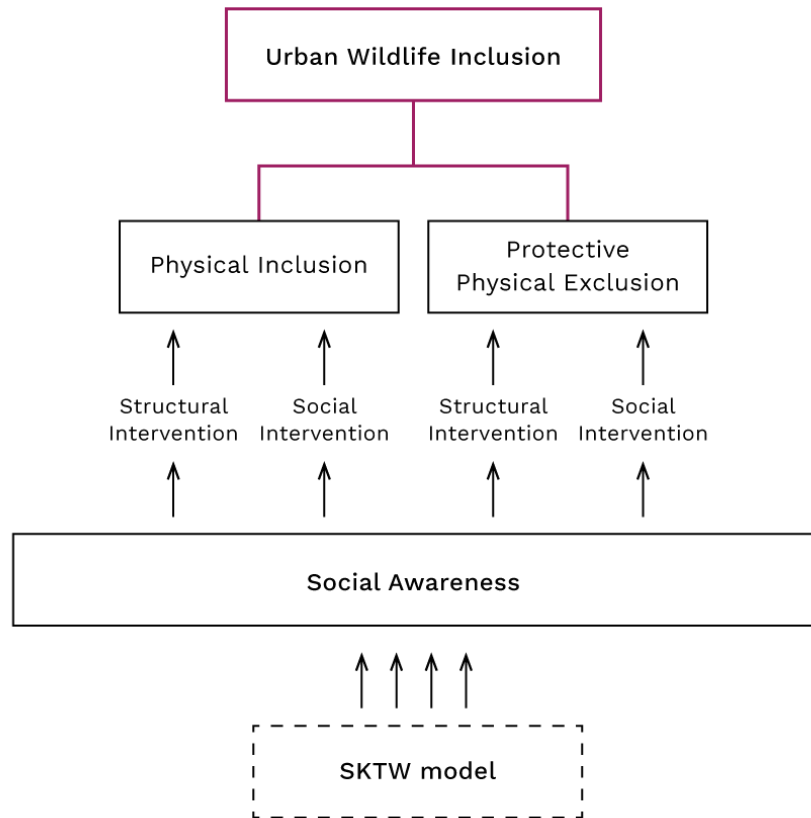 Urban Wildlife Inclusion
Physical Inclusion
Protective
Physical Exclusion
Structural
Intervention
Social
Intervention
Structural
Intervention
Social
Intervention
Social Awareness
SKTW model